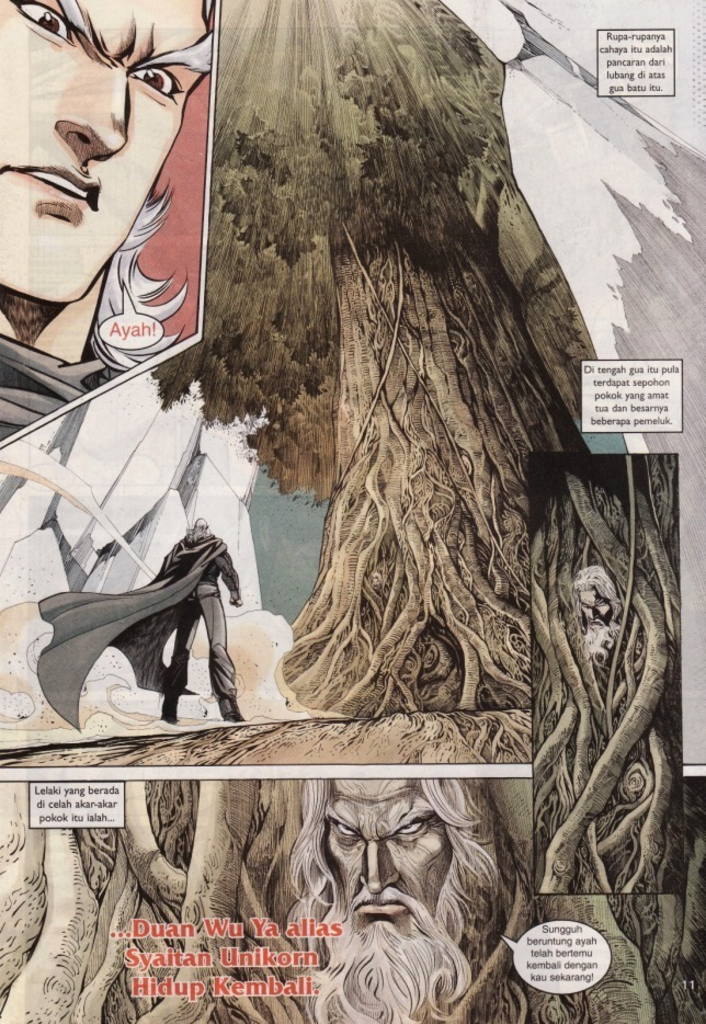 Rupa-rupanya
cahaya itu adalah
pancaran dari
lubang di atas
gua batu itu.
Ayah!
Di tengah gua itu pula
terdapat sepohon
pokok yang amat
tua dan besarnya
beberapa pemeluk.
Lelaki yang berada
di celah akar-akar
pokok itu ialah...
...Duan Wu Ya alias
Syaitan Unikorn
Hidup Kembali.
Sungguh
beruntung ayah
telah bertemu
kembali dengan
kau sekarang!
11